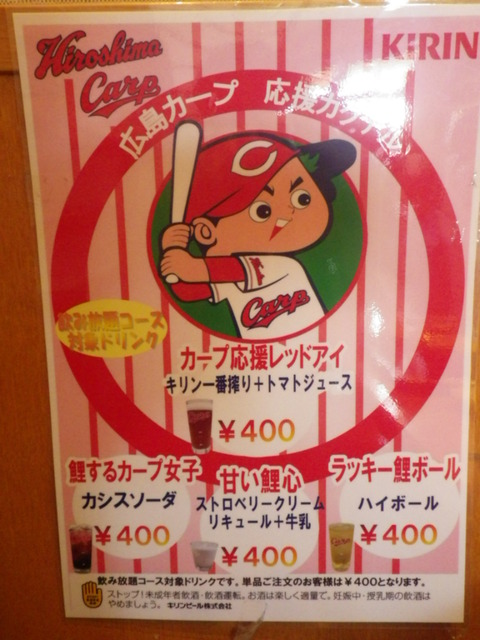 Hiroshima
Carp
KIRIN
広島カープ 応援カクテル
C
Carp
飲み放題コース
対象ドリンク
カープ応援レッドアイ
キリン一番搾り+トマトジュース
¥400
鯉するカープ女子
カシスソーダ
¥400
甘い鯉心
ストロベリークリーム
リキュール+牛乳
¥400
ラッキー鯉ボール
ハイボール
¥400
飲み放題コース対象ドリンクです。単品ご注文のお客様は¥400となります。
ストップ!未成年者飲酒・飲酒運転。お酒は楽しく適量で。妊娠中・授乳期の飲酒は
やめましょう。キリンビール株式会社